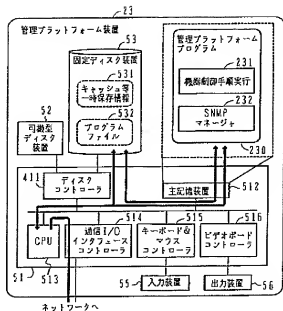 23
管理プラットフォーム装置
53
固定ディスク装置
531
キャッシュ等
一時保存情報
532
プログラム
ファイル
52
可搬型
ディスク
装置
管理プラットフォーム
プログラム
231
機器制御手順実行
232
SNMP
マネージャ
230
411
ディスク
コントローラ
主記憶装置
512
514
515
516
CPU
通信I/O
インタフェース
コントローラ
キーボード&
マウスコン
トローラ
ビデオボード
コントローラ
51
513
55
入力装置
56
出力装置
ネットワークへ